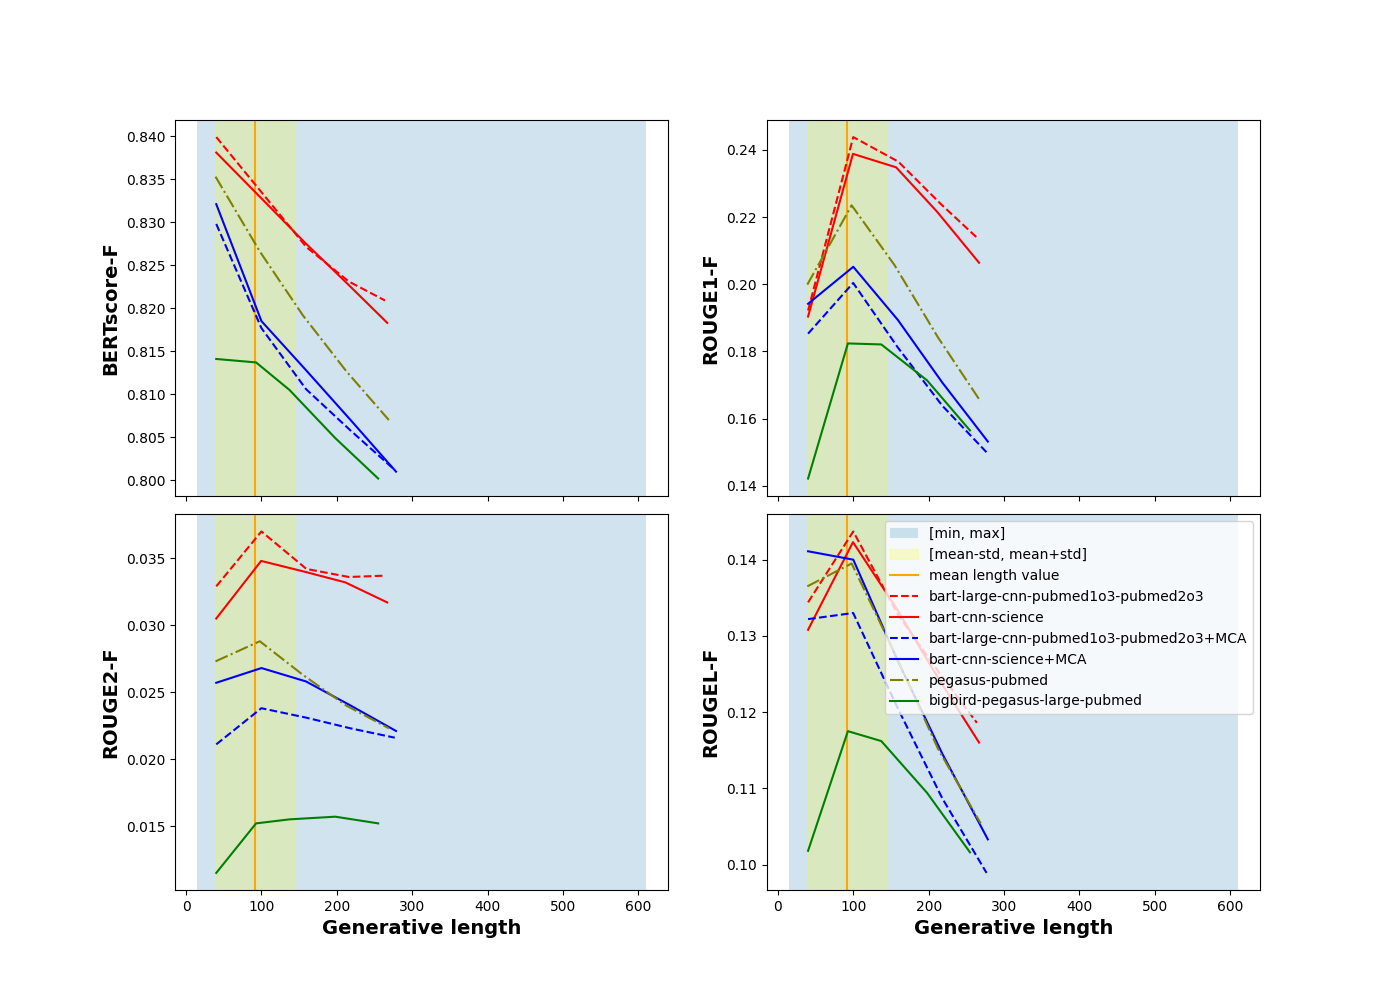 0.840
0.835
0.830
0.825
0.820
0.815
0.810
0.805
0.800
BERTscore-F
0.24
0.22
0.20
0.18
0.16
0.14
ROUGE1-F
0.035
0.030
0.025
0.020
0.015
ROUGE2-F
0 100 200 300 400 500 600
Generative length
0.14
0.13
0.12
0.11
0.10
ROUGEL-F
[min, max]
[mean-std, mean+std]
mean length value
bart-large-cnn-pubmed1o3-pubmed2o3
bart-cnn-science
bart-large-cnn-pubmed1o3-pubmed2o3+MCA
bart-cnn-science+MCA
pegasus-pubmed
bigbird-pegasus-large-pubmed
0 100 200 300 400 500 600
Generative length